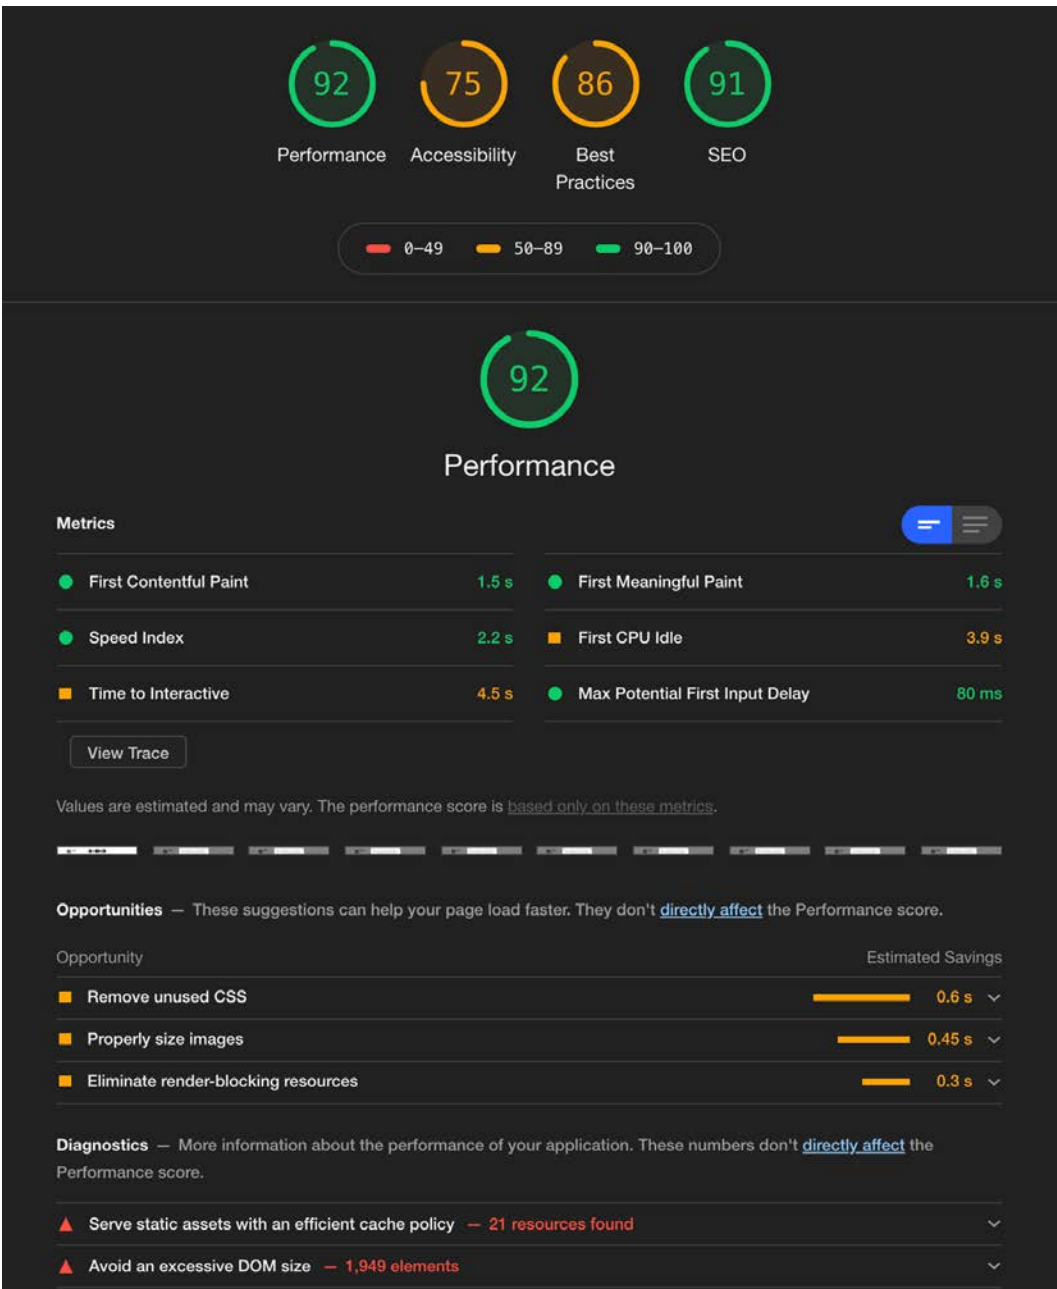 92 75 86 91
Performance Accessibility Best Practices SEO
0–49 50–89 90–100
92
Performance
Metrics
First Contentful Paint 1.5 s
First Meaningful Paint 1.6 s
Speed Index 2.2 s
First CPU Idle 3.9 s
Time to Interactive 4.5 s
Max Potential First Input Delay 80 ms
View Trace
Values are estimated and may vary. The performance score is based only on these metrics.
Opportunities — These suggestions can help your page load faster. They don't directly affect the Performance score.
Opportunity Estimated Savings
Remove unused CSS 0.6 s
Properly size images 0.45 s
Eliminate render-blocking resources 0.3 s
Diagnostics — More information about the performance of your application. These numbers don't directly affect the
Performance score.
Serve static assets with an efficient cache policy — 21 resources found
Avoid an excessive DOM size — 1,949 elements